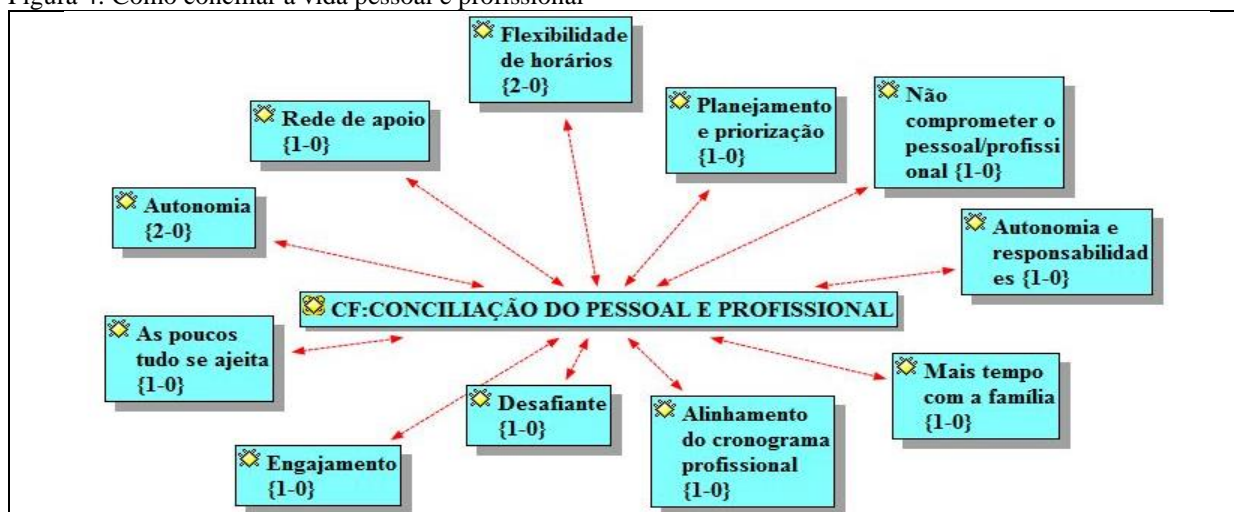 Figura 4: Como conciliar a vida pessoal e profissional
Flexibilidade
de horários
{2-0}
Rede de apoio
{1-0}
Planejamento
e priorização
{1-0}
Não
comprometer o
pessoal/profissi
onal {1-0}
Autonomia
{2-0}
Autonomia e
responsabilidad
es {1-0}
CF:CONCILIAÇÃO DO PESSOAL E PROFISSIONAL
As poucos
tudo se ajeita
{1-0}
Mais tempo
com a família
{1-0}
Desafiante
{1-0}
Alinhamento
do cronograma
profissional
{1-0}
Engajamento
{1-0}